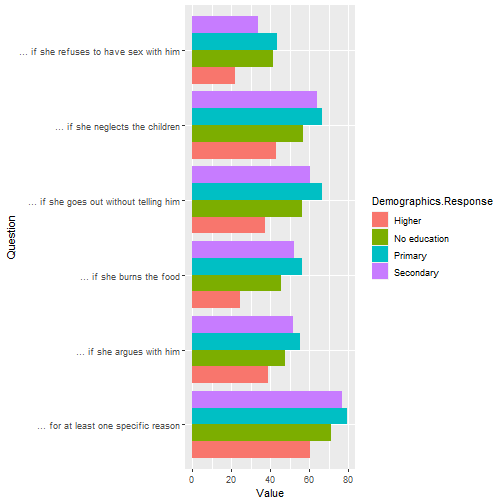 Question
... if she refuses to have sex with him
... if she neglects the children
... if she goes out without telling him
... if she burns the food
... if she argues with him
... for at least one specific reason
0 20 40 60 80
Value
Demographics.Response
Higher
No education
Primary
Secondary